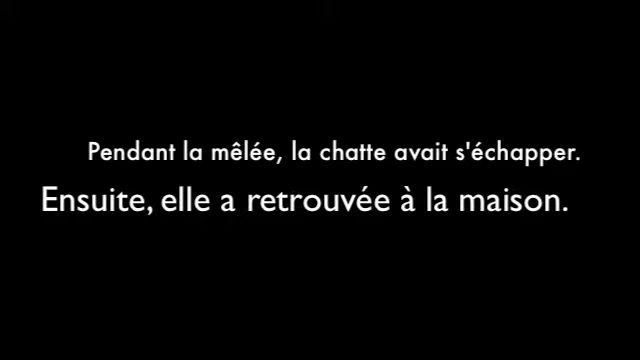 Pendant la mêlée, la chatte avait s'échapper.
Ensuite, elle a retrouvée à la maison.